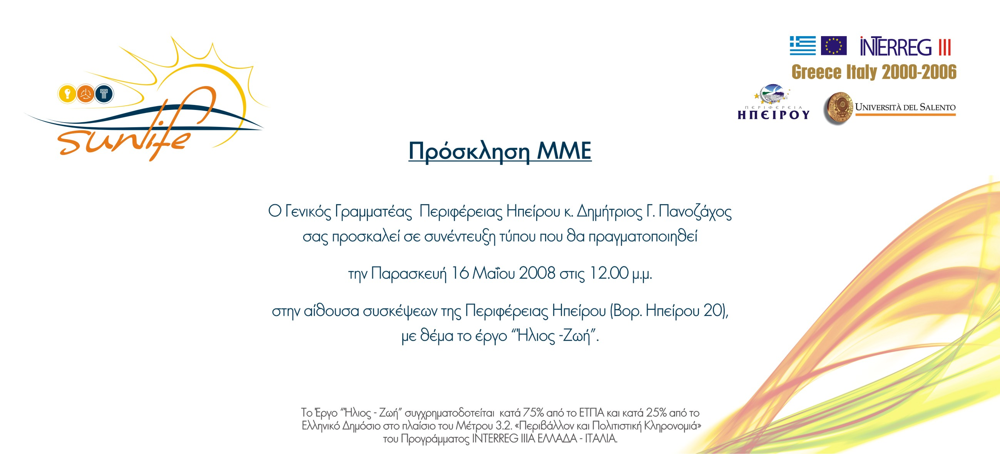 INTERREG III
Greece Italy 2000-2006
ΠΕΡΙΦΕΡΕΙΑ
ΗΠΕΙΡΟΥ
UNIVERSITÀ DEL SALENTO
sunlife
Πρόσκληση ΜΜΕ
Ο Γενικός Γραμματέας Περιφέρειας Ηπείρου κ. Δημήτριος Γ. Πανοζάχος
σας προσκαλεί σε συνέντευξη τύπου που θα πραγματοποιηθεί
την Παρασκευή 16 Μαΐου 2008 στις 12.00 μ.μ.
στην αίθουσα συσκέψεων της Περιφέρειας Ηπείρου (Βορ. Ηπείρου 20),
με θέμα το έργο “Ήλιος -Ζωή”.
Το Έργο “Ήλιος - Ζωή” συγχρηματοδοτείται κατά 75% από το ΕΤΠΑ και κατά 25% από το
Ελληνικό Δημόσιο στο πλαίσιο του Μέτρου 3.2. «Περιβάλλον και Πολιτιστική Κληρονομιά»
του Προγράμματος INTERREG IIIA ΕΛΛΑΔΑ - ΙΤΑΛΙΑ.